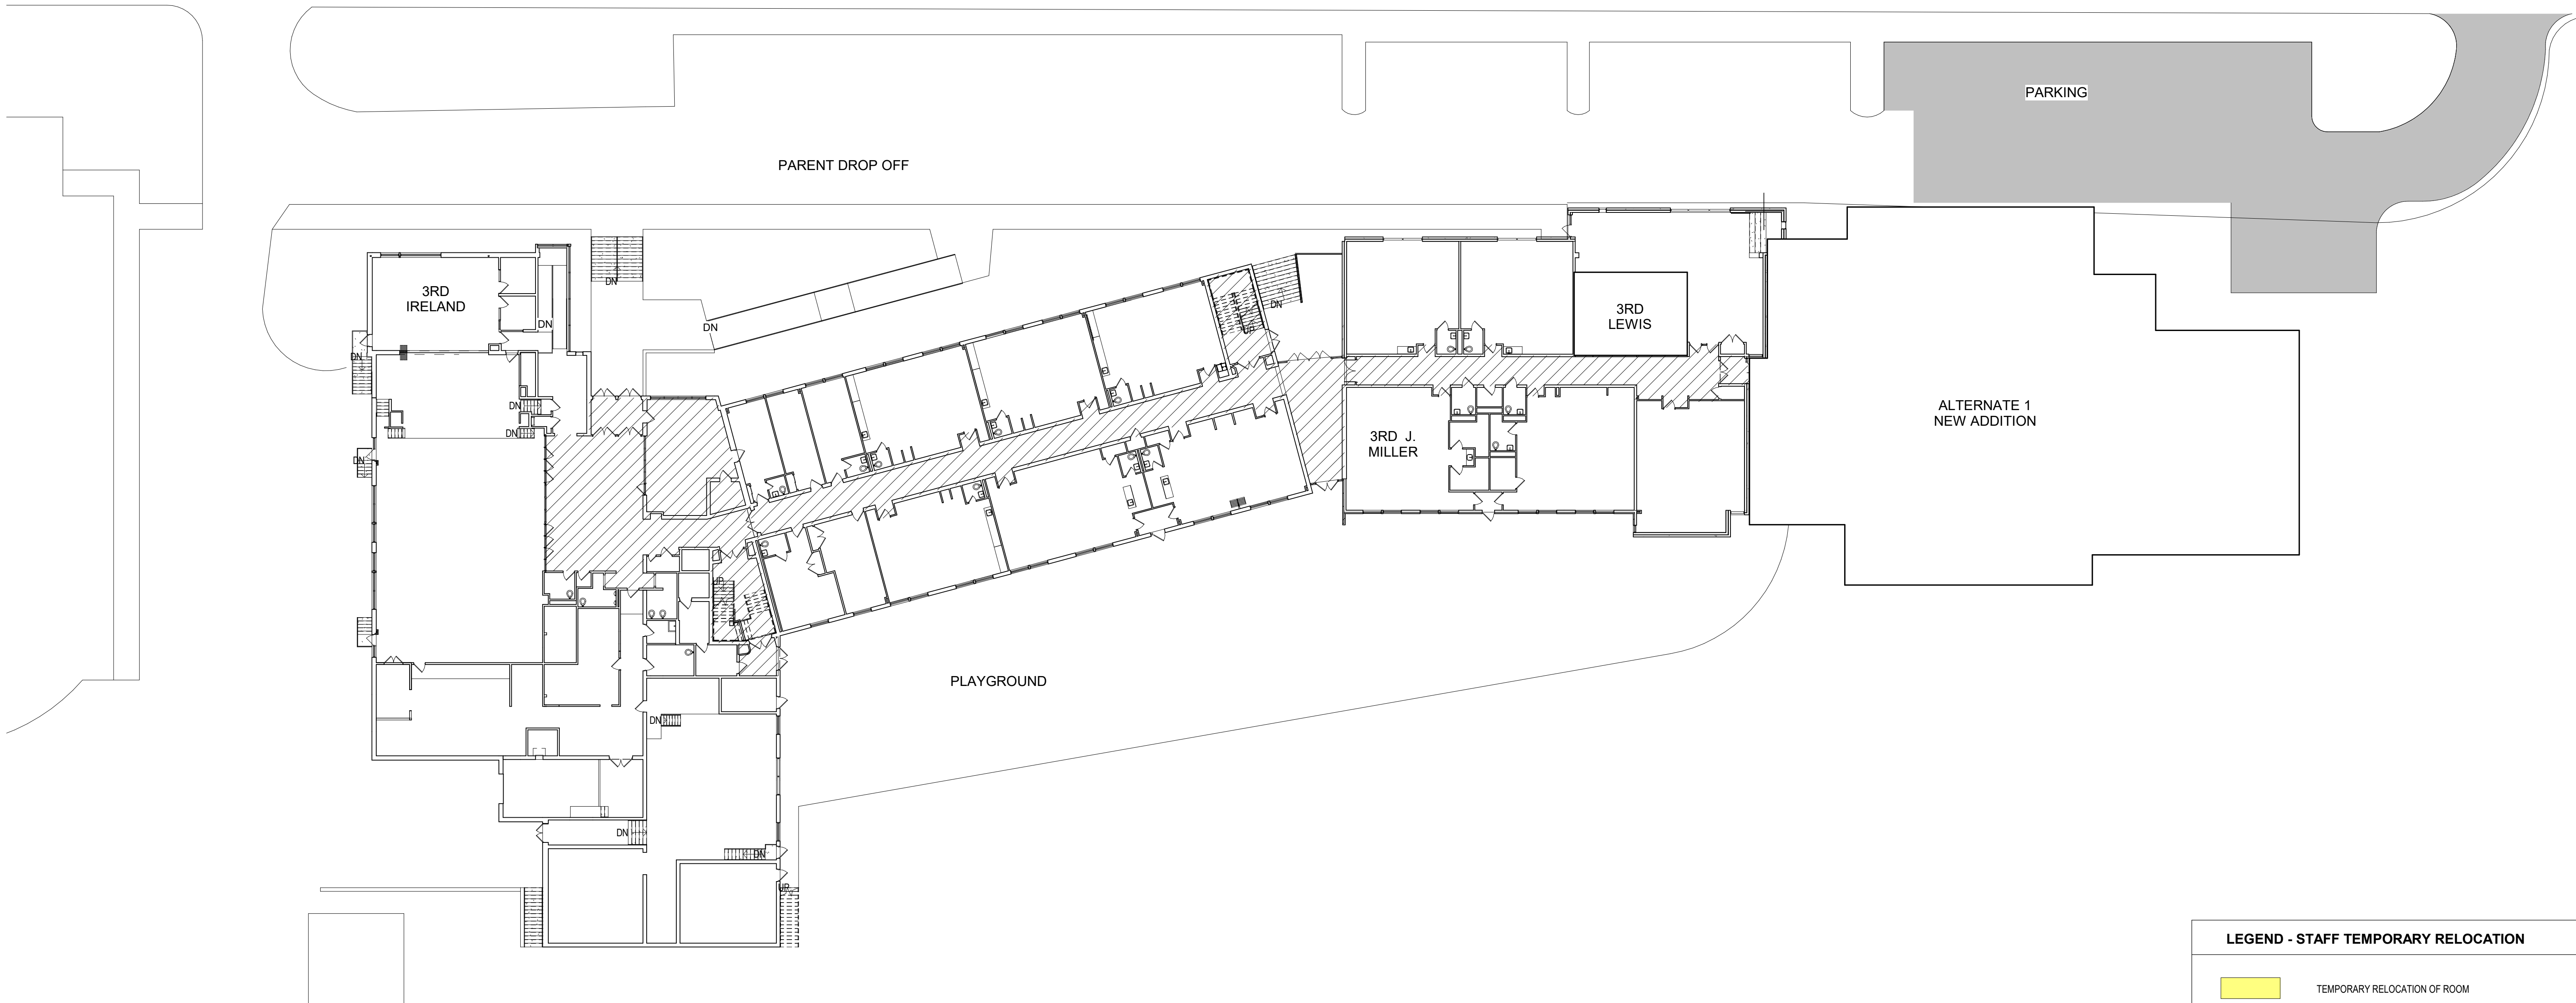 PARKING
PARENT DROP OFF
3RD
IRELAND
DN
DN
DN
DN
DN
UP
3RD
LEWIS
DN
DN
DN
DN
3RD J.
MILLER
ALTERNATE 1
NEW ADDITION
UP
PLAYGROUND
DN
DN
DN
UP
LEGEND - STAFF TEMPORARY RELOCATION
TEMPORARY RELOCATION OF ROOM